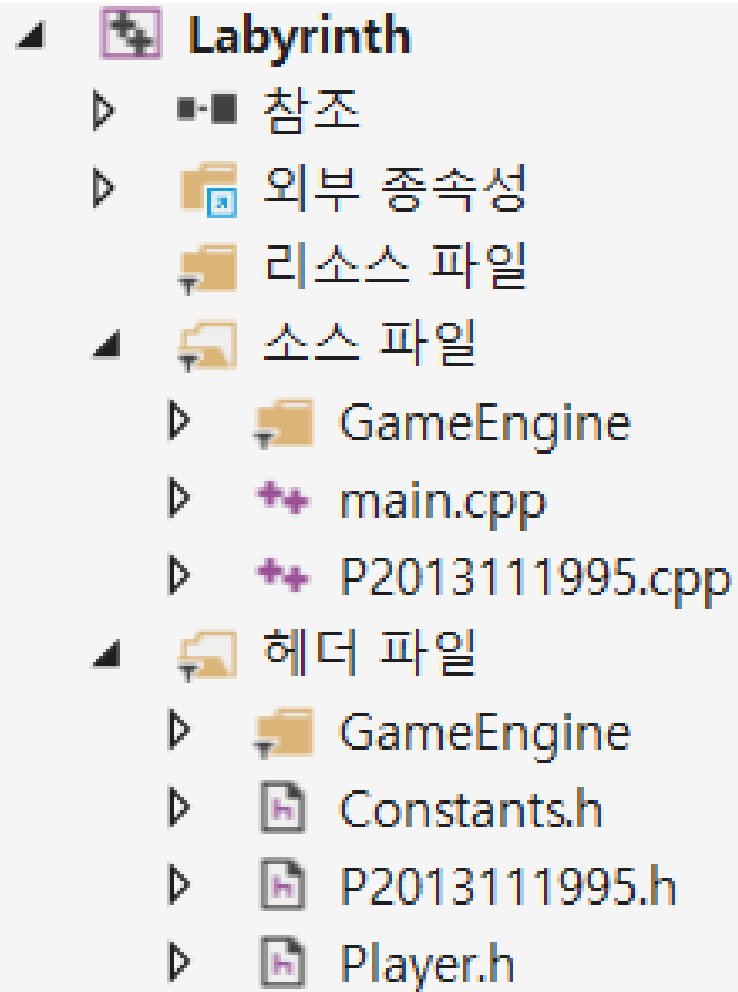 Labyrinth
참조
외부 종속성
리소스 파일
소스 파일
GameEngine
main.cpp
P2013111995.cpp
헤더 파일
GameEngine
Constants.h
P2013111995.h
Player.h